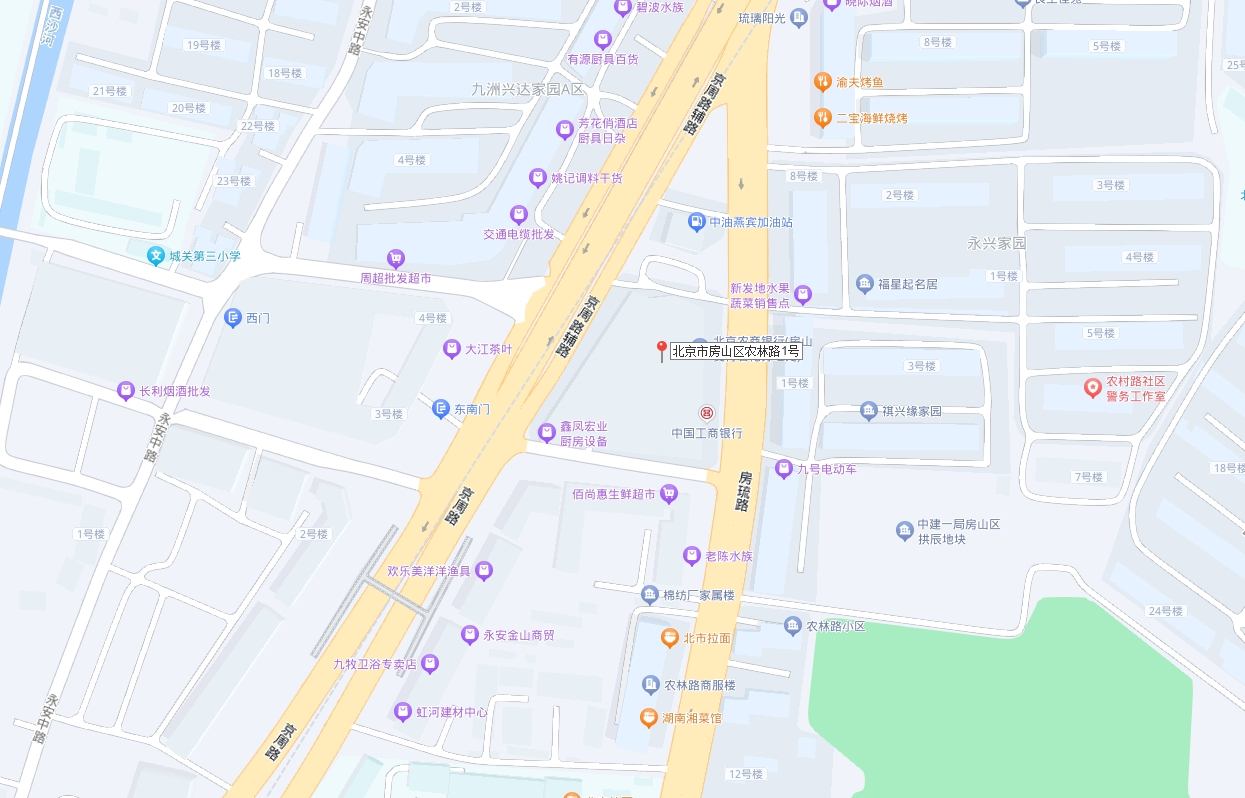 西沙河
永安中路
2号楼
碧波水族
琉璃阳光
19号楼
有源厨具百货
8号楼
5号楼
18号楼
九洲兴达家园A区
京周路辅路
渝夫烤鱼
21号楼
20号楼
22号楼
芳花俏酒店
厨具日杂
二宝海鲜烧烤
4号楼
23号楼
姚记调料干货
8号楼
2号楼
3号楼
交通电缆批发
中油燕宾加油站
永兴家园
城关第三小学
周超批发超市
4号楼
福星起名居
1号楼
新发地水果
蔬菜销售点
西门
4号楼
京周路辅路
5号楼
大江茶叶
北京市房山区农林路1号
3号楼
长利烟酒批发
1号楼
农村路社区
警务工作室
3号楼
东南门
祺兴缘家园
永安中路
鑫凤宏业
厨房设备
中国工商银行
九号电动车
18号楼
7号楼
京周路
佰尚惠生鲜超市
房琉路
1号楼
2号楼
中建一局房山区
拱辰地块
老陈水族
欢乐美洋洋渔具
棉纺厂家属楼
24号楼
永安金山商贸
北市拉面
农林路小区
九牧卫浴专卖店
农林路商服楼
永安中路
虹河建材中心
湖南湘菜馆
京周路
12号楼